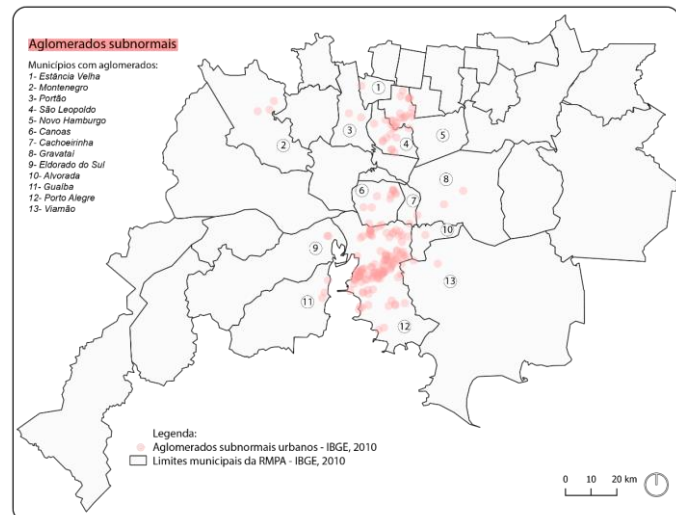 Aglomerados subnormais
Municípios com aglomerados:
1- Estância Velha
2- Montenegro
3- Portão
4- São Leopoldo
5- Novo Hamburgo
6- Canoas
7- Cachoeirinha
8- Gravataí
9- Eldorado do Sul
10- Alvorada
11- Guaíba
12- Porto Alegre
13- Viamão
1
2
3
4
5
6
7
8
9
10
11
12
13
Legenda:
Aglomerados subnormais urbanos - IBGE, 2010
Limites municipais da RMPA - IBGE, 2010
0 10 20 km